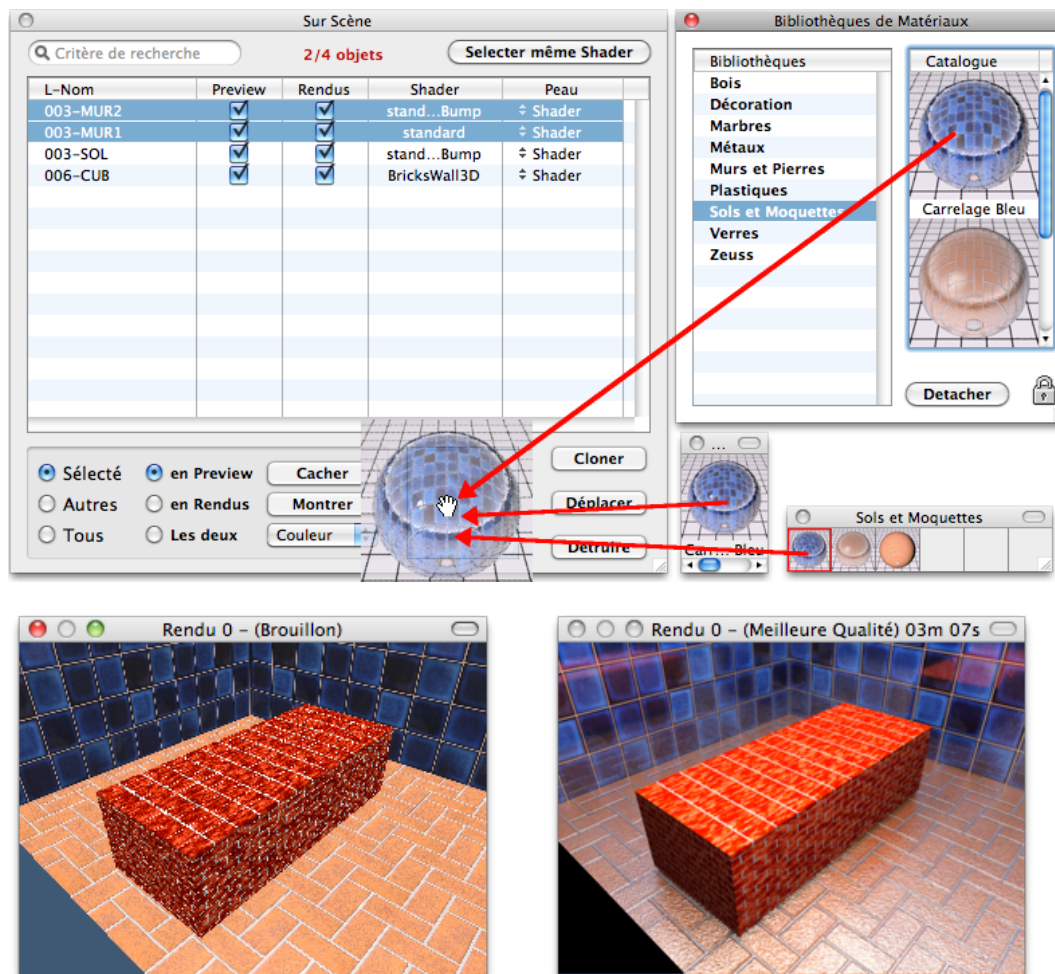 Sur Scène
Critère de recherche
2/4 objets
Selecter même Shader
L-Nom Preview Rendus Shader Peau
003-MUR2 stand...Bump Shader
003-MUR1 standard Shader
003-SOL stand...Bump Shader
006-CUB BricksWall3D Shader
Sélecté en Preview Cacher
Autres en Rendus Montrer
Tous Les deux Couleur
Cloner
Déplacer
Détruire
Bibliothèques de Matériaux
Bibliothèques
Bois
Décoration
Marbres
Métaux
Murs et Pierres
Plastiques
Sols et Moquettes
Verres
Zeuss
Catalogue
Carrelage Bleu
Detacher
...
Carr... Bleu
Sols et Moquettes
Rendu 0 - (Brouillon)
Rendu 0 - (Meilleure Qualité) 03m 07s